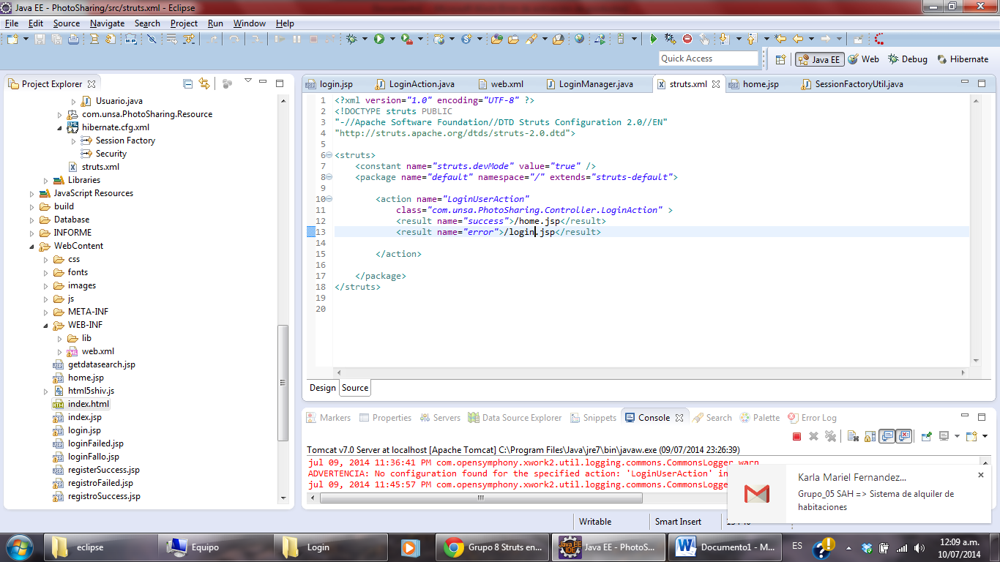 Java EE - PhotoSharing/src/struts.xml - Eclipse
File Edit Source Navigate Search Project Run Window Help
Quick Access
Java EE Web Debug Hibernate
Project Explorer
Usuario.java
com.unsa.PhotoSharing.Resource
hibernate.cfg.xml
Session Factory
Security
struts.xml
Libraries
JavaScript Resources
build
Database
INFORME
WebContent
css
fonts
images
js
META-INF
WEB-INF
lib
web.xml
getdatasearch.jsp
home.jsp
html5shiv.js
index.html
index.jsp
login.jsp
loginFailed.jsp
loginFallo.jsp
registerSuccess.jsp
registroFailed.jsp
registroSuccess.jsp
login.jsp LoginAction.java web.xml LoginManager.java struts.xml home.jsp SessionFactoryUtil.java
1 <?xml version="1.0" encoding="UTF-8" ?>
2 <!DOCTYPE struts PUBLIC
3 "-//Apache Software Foundation//DTD Struts Configuration 2.0//EN"
4 "http://struts.apache.org/dtds/struts-2.0.dtd">
5
6 <struts>
7 <constant name="struts.devMode" value="true" />
8 <package name="default" namespace="/" extends="struts-default">
9
10 <action name="LoginUserAction"
11 class="com.unsa.PhotoSharing.Controller.LoginAction" >
12 <result name="success">/home.jsp</result>
13 <result name="error">/login.jsp</result>
14
15 </action>
16
17 </package>
18 </struts>
19
20
Design Source
Markers Properties Servers Data Source Explorer Snippets Console Search Palette Error Log
Tomcat v7.0 Server at localhost [Apache Tomcat] C:\Program Files\Java\jre7\bin\javaw.exe (09/07/2014 23:26:39)
jul 09, 2014 11:36:41 PM com.opensymphony.xwork2.util.logging.commons.CommonsLogger warn
ADVERTENCIA: No configuration found for the specified action: 'LoginUserAction' in
jul 09, 2014 11:45:57 PM com.opensymphony.xwork2.util.logging.commons.CommonsLogger
Karla Mariel Fernandez...
Grupo_05 SAH => Sistema de alquiler de
habitaciones
Writable Smart Insert
eclipse Equipo Login Grupo 8 Struts en... Java EE - PhotoS... Documento1 - M... ES
12:09 a.m.
10/07/2014